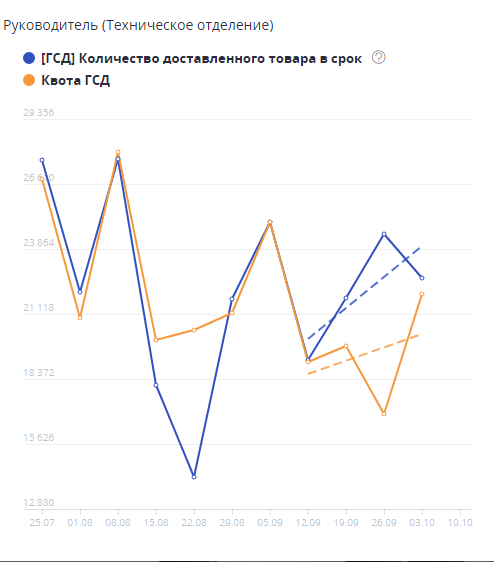 Руководитель (Техническое отделение)
[ГСД] Количество доставленного товара в срок ?
Квота ГСД
29 356
26 610
23 864
21 118
18 372
15 626
12 880
25.07 01.08 08.08 15.08 22.08 29.08 05.09 12.09 19.09 26.09 03.10 10.10